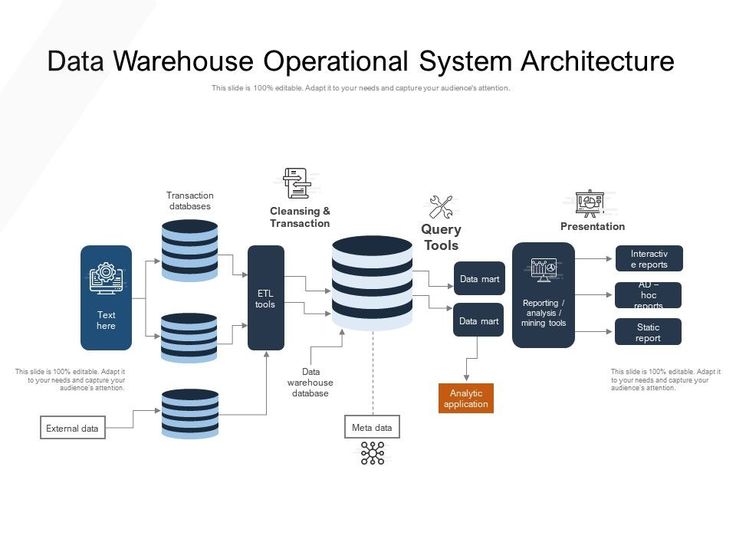 Data Warehouse Operational System Architecture
This slide is 100% editable. Adapt it to your needs and capture your audience's attention.
Transaction
databases
Cleansing &
Transaction
Query
Tools
Presentation
Text
here
ETL
tools
Data mart
Data mart
Reporting /
analysis /
mining tools
Interactiv
e reports
AD –
hoc
reports
Static
report
This slide is 100% editable. Adapt it
to your needs and capture your
audience's attention.
Data
warehouse
database
Analytic
application
This slide is 100% editable. Adapt it
to your needs and capture your
audience's attention.
External data
Meta data